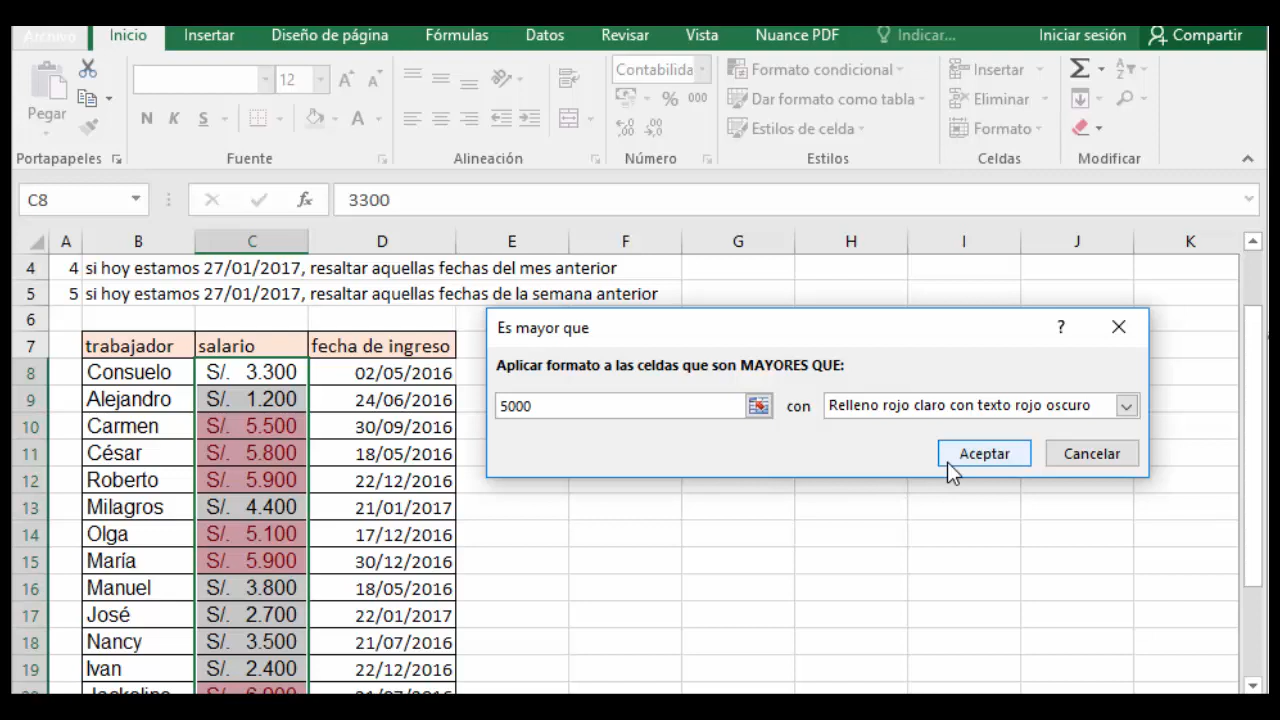 Archivo Inicio Insertar Diseño de página Fórmulas Datos Revisar Vista Nuance PDF Indicar... Iniciar sesión Compartir
12 Contabilida Formato condicional Insertar Σ
Pegar % 000 Dar formato como tabla Eliminar
N K S A Estilos de celda Formato
Portapapeles Fuente Alineación Número Estilos Celdas Modificar
C8 fx 3300
A B C D E F G H I J K
4 4 si hoy estamos 27/01/2017, resaltar aquellas fechas del mes anterior
5 5 si hoy estamos 27/01/2017, resaltar aquellas fechas de la semana anterior
6
7 trabajador salario fecha de ingreso
8 Consuelo S/. 3.300 02/05/2016
9 Alejandro S/. 1.200 24/06/2016
10 Carmen S/. 5.500 30/09/2016
11 César S/. 5.800 18/05/2016
12 Roberto S/. 5.900 22/12/2016
13 Milagros S/. 4.400 21/01/2017
14 Olga S/. 5.100 17/12/2016
15 María S/. 5.900 30/12/2016
16 Manuel S/. 3.800 18/05/2016
17 José S/. 2.700 22/01/2017
18 Nancy S/. 3.500 21/07/2016
19 Ivan S/. 2.400 22/12/2016
Es mayor que ?
Aplicar formato a las celdas que son MAYORES QUE:
5000 con Relleno rojo claro con texto rojo oscuro
Aceptar Cancelar